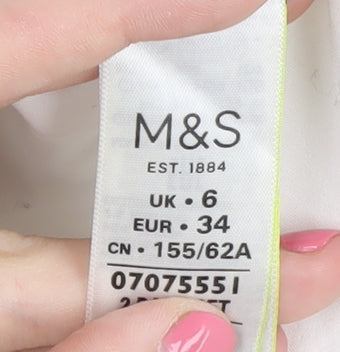 M&S
EST. 1884
UK • 6
EUR • 34
CN • 155/62A
07075551